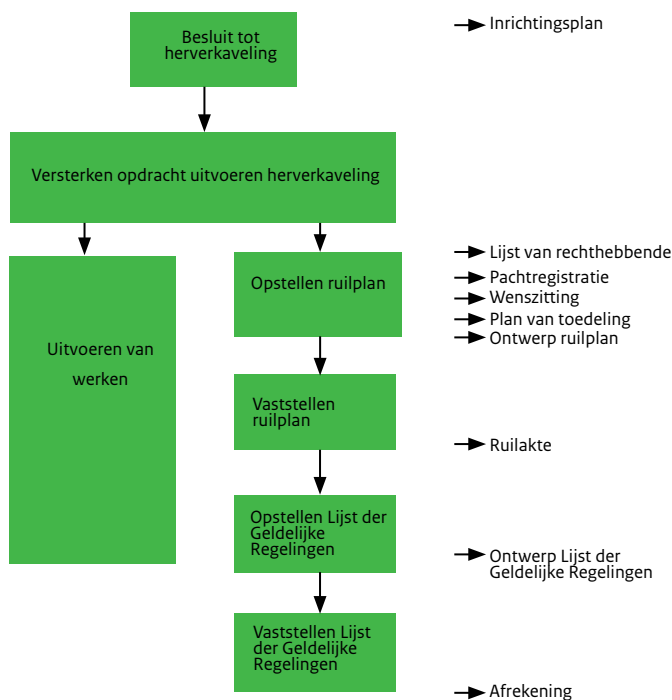 Besluit tot
herverkaveling
Inrichtingsplan
Versterken opdracht uitvoeren herverkaveling
Uitvoeren van
werken
Opstellen ruilplan
Lijst van rechthebbende
Pachtregistratie
Wenszitting
Plan van toedeling
Ontwerp ruilplan
Vaststellen
ruilplan
Ruilakte
Opstellen Lijst der
Geldelijke
Regelingen
Ontwerp Lijst der
Geldelijke Regelingen
Vaststellen Lijst
der Geldelijke
Regelingen
Afrekening